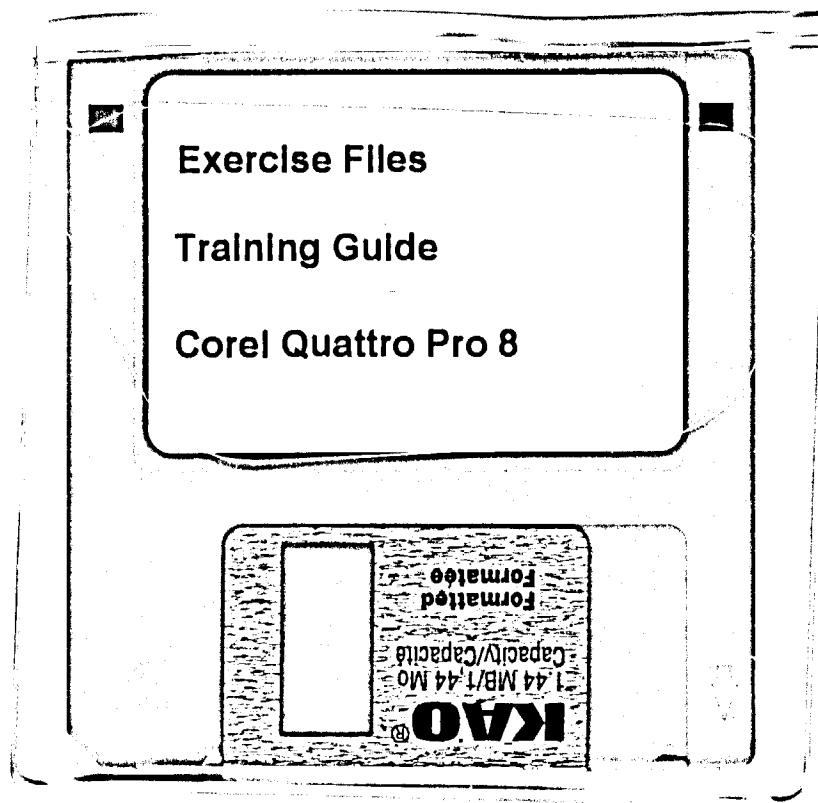 Exercise Files
Training Guide
Corel Quattro Pro 8
KAO®
1.44 MB/1,44 Mo
Capacity/Capacité
Formatted
Formatée